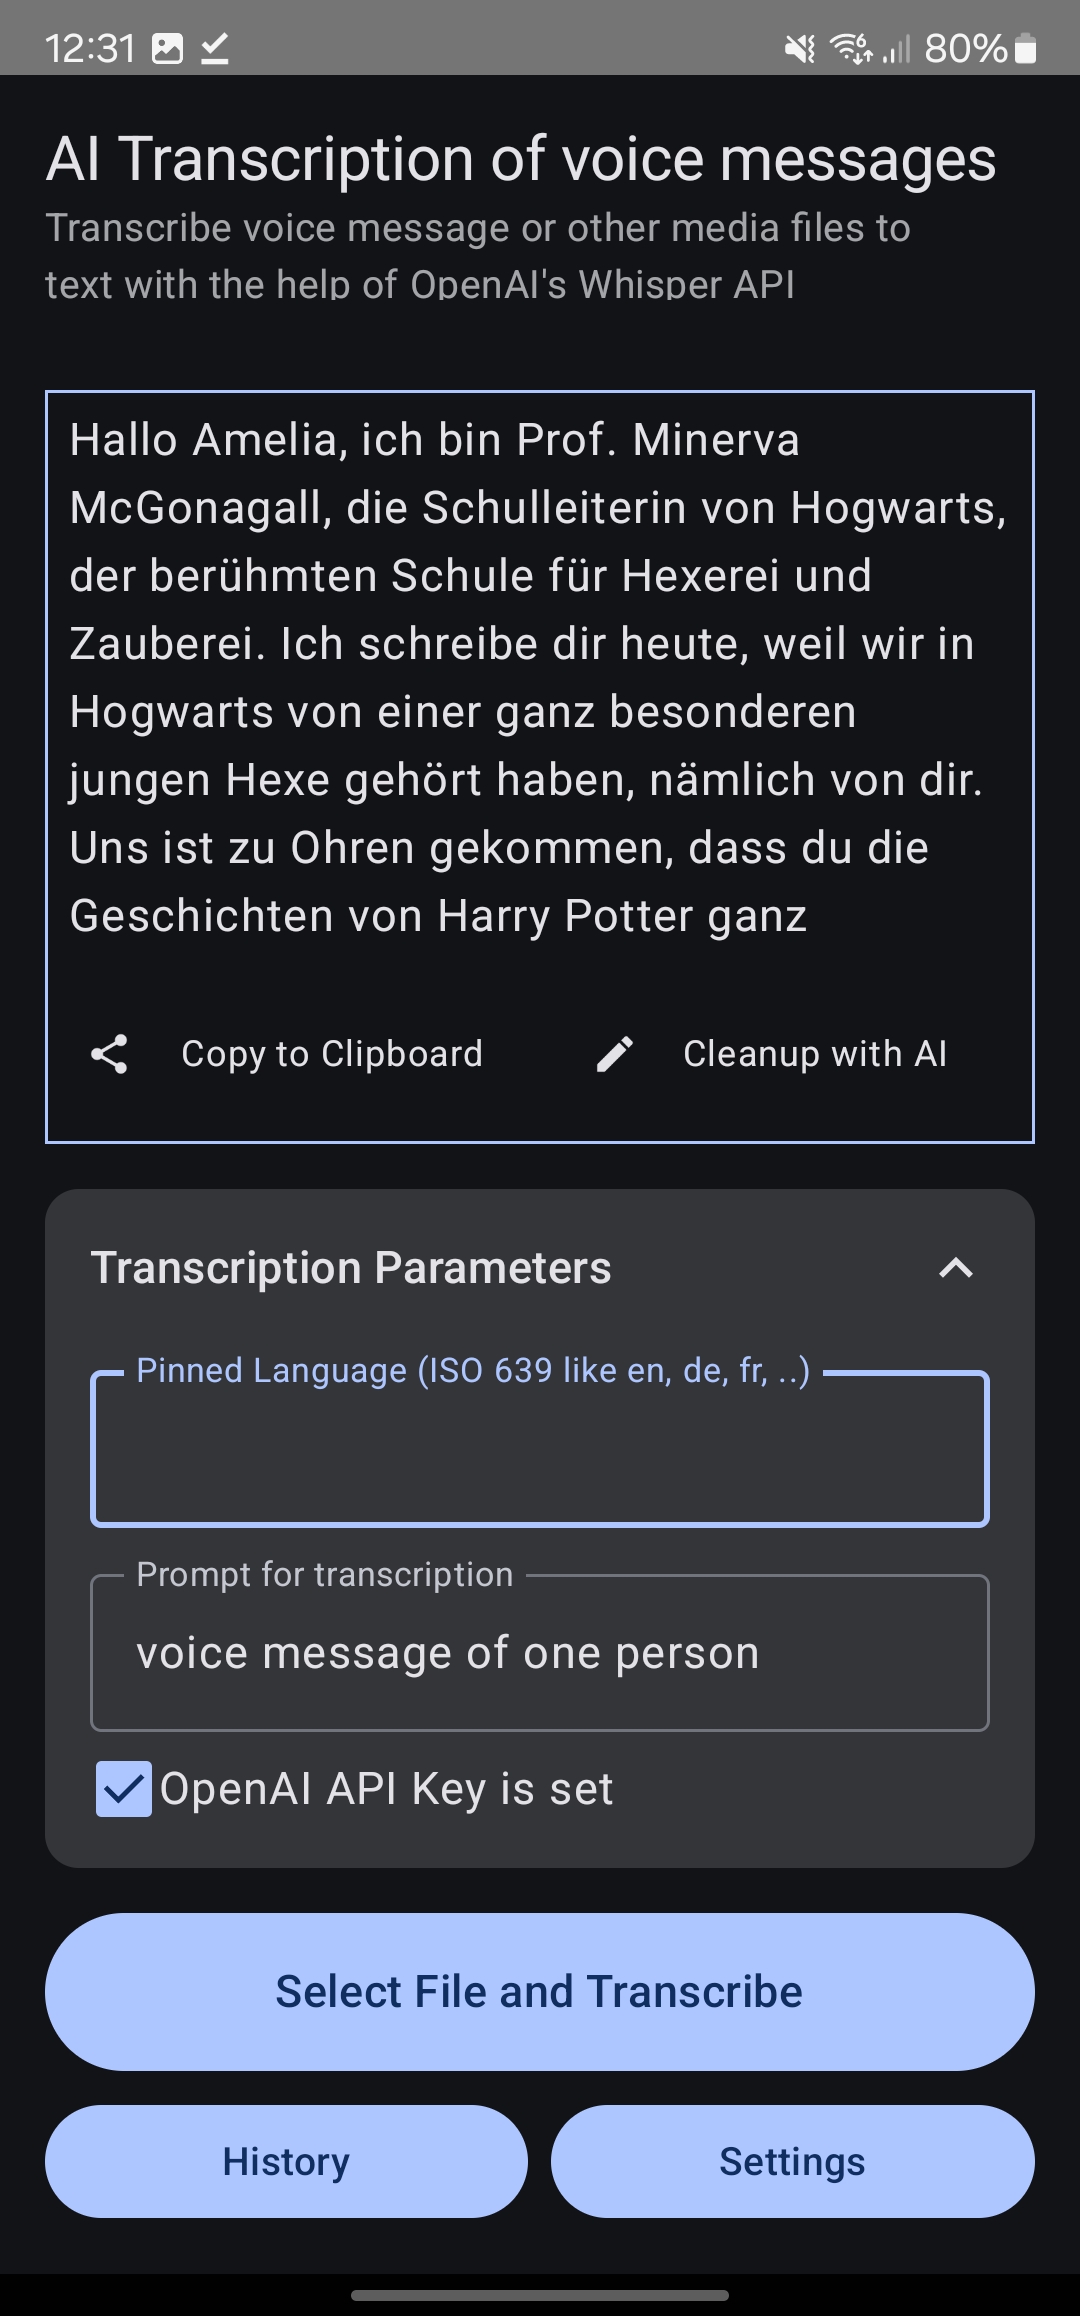 12:31
6
80%
AI Transcription of voice messages
Transcribe voice message or other media files to
text with the help of OpenAI's Whisper API
Hallo Amelia, ich bin Prof. Minerva
McGonagall, die Schulleiterin von Hogwarts,
der berühmten Schule für Hexerei und
Zauberei. Ich schreibe dir heute, weil wir in
Hogwarts von einer ganz besonderen
jungen Hexe gehört haben, nämlich von dir.
Uns ist zu Ohren gekommen, dass du die
Geschichten von Harry Potter ganz
Copy to Clipboard
Cleanup with AI
Transcription Parameters
Pinned Language (ISO 639 like en, de, fr, ..)
Prompt for transcription
voice message of one person
OpenAI API Key is set
Select File and Transcribe
History
Settings